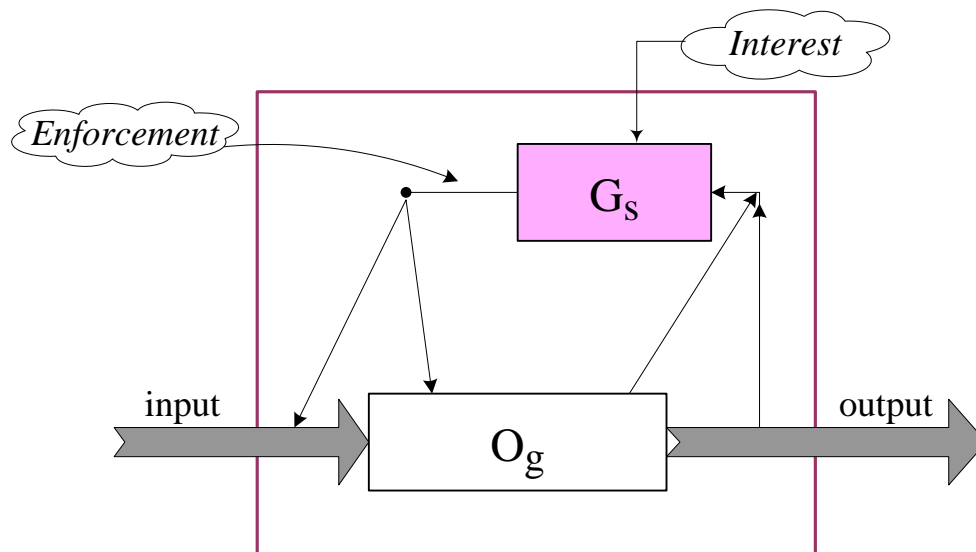 Interest
Enforcement
Gs
input
output
Og